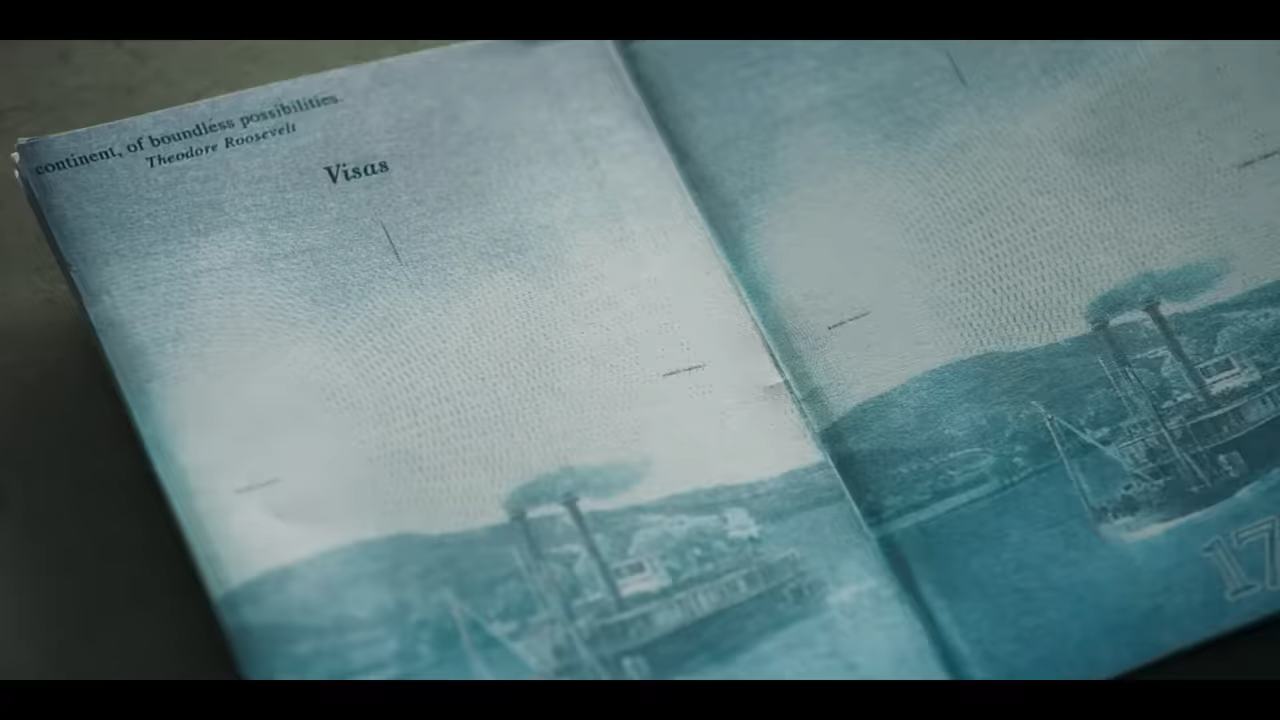 continent, of boundless possibilities.
Theodore Roosevelt
Visas
17